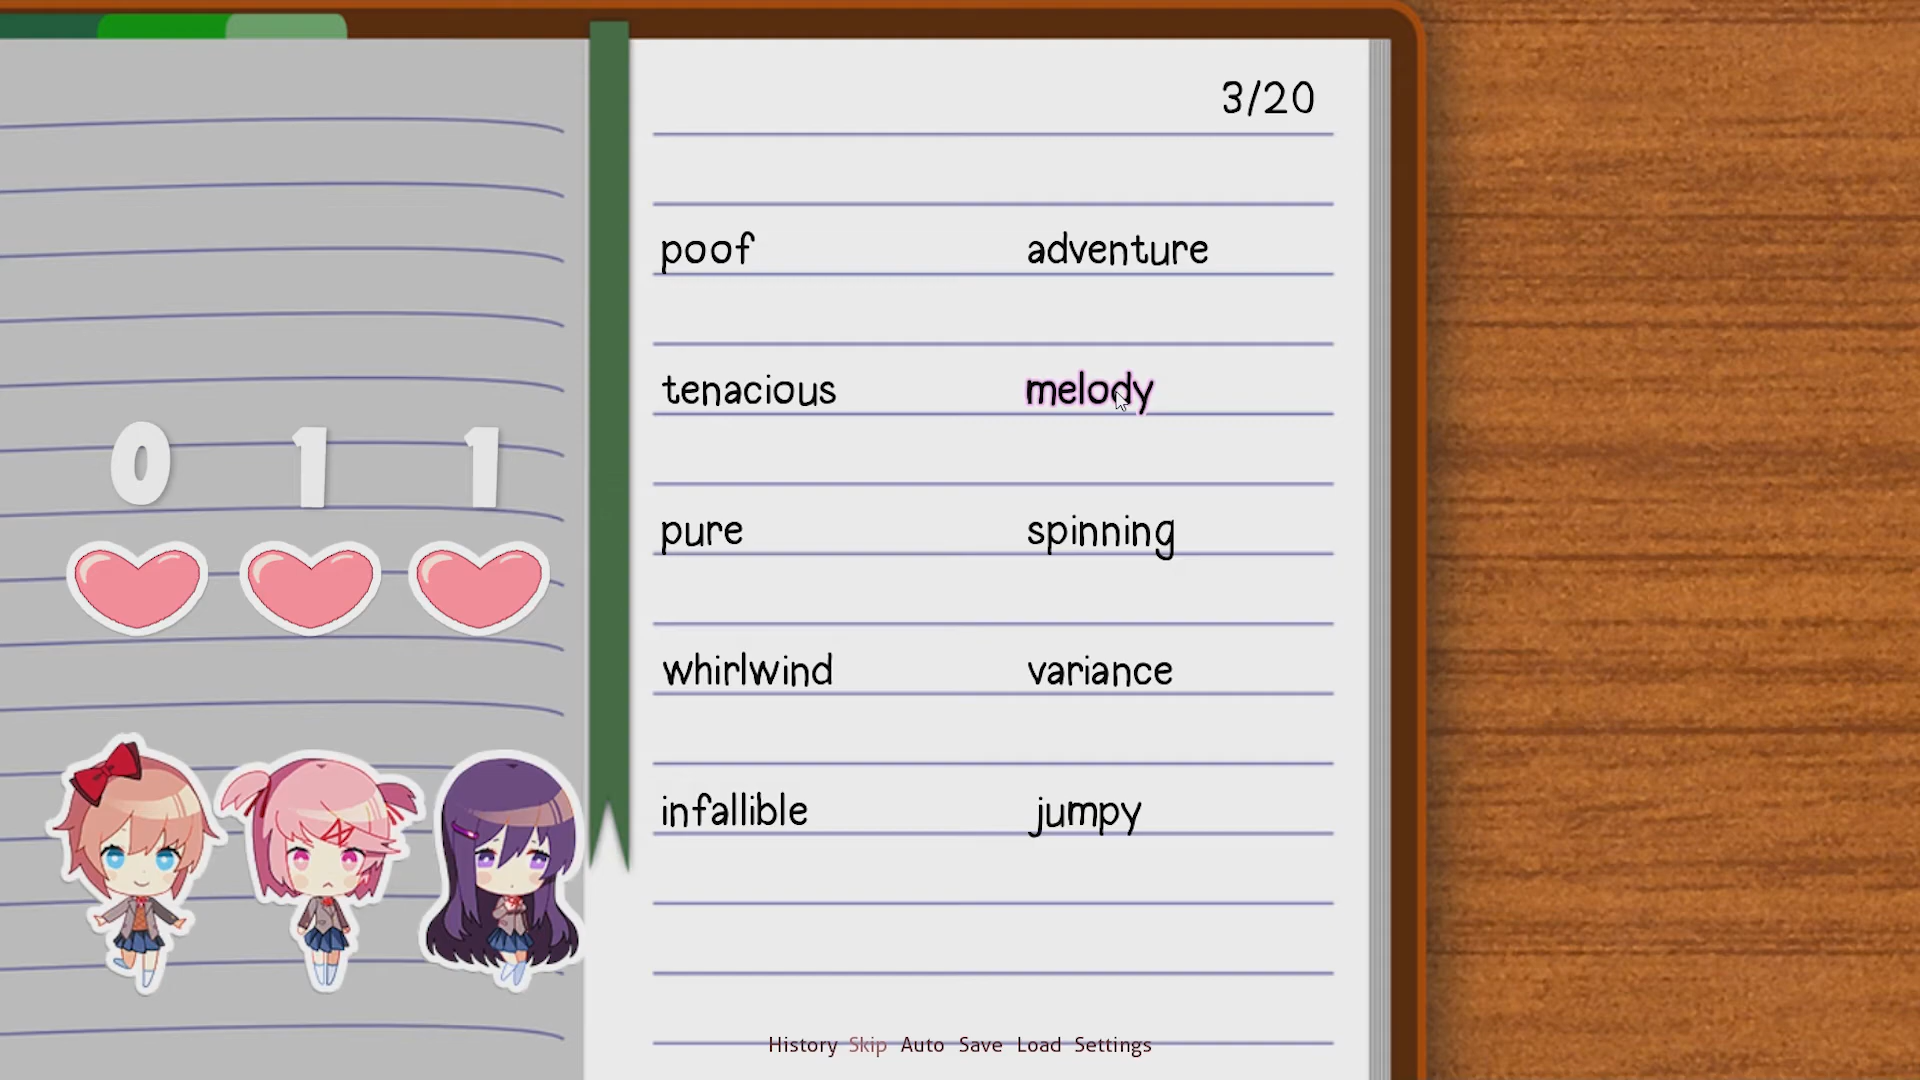 3/20
poof adventure
tenacious melody
0 1 1
pure spinning
whirlwind variance
infallible jumpy
History Skip Auto Save Load Settings